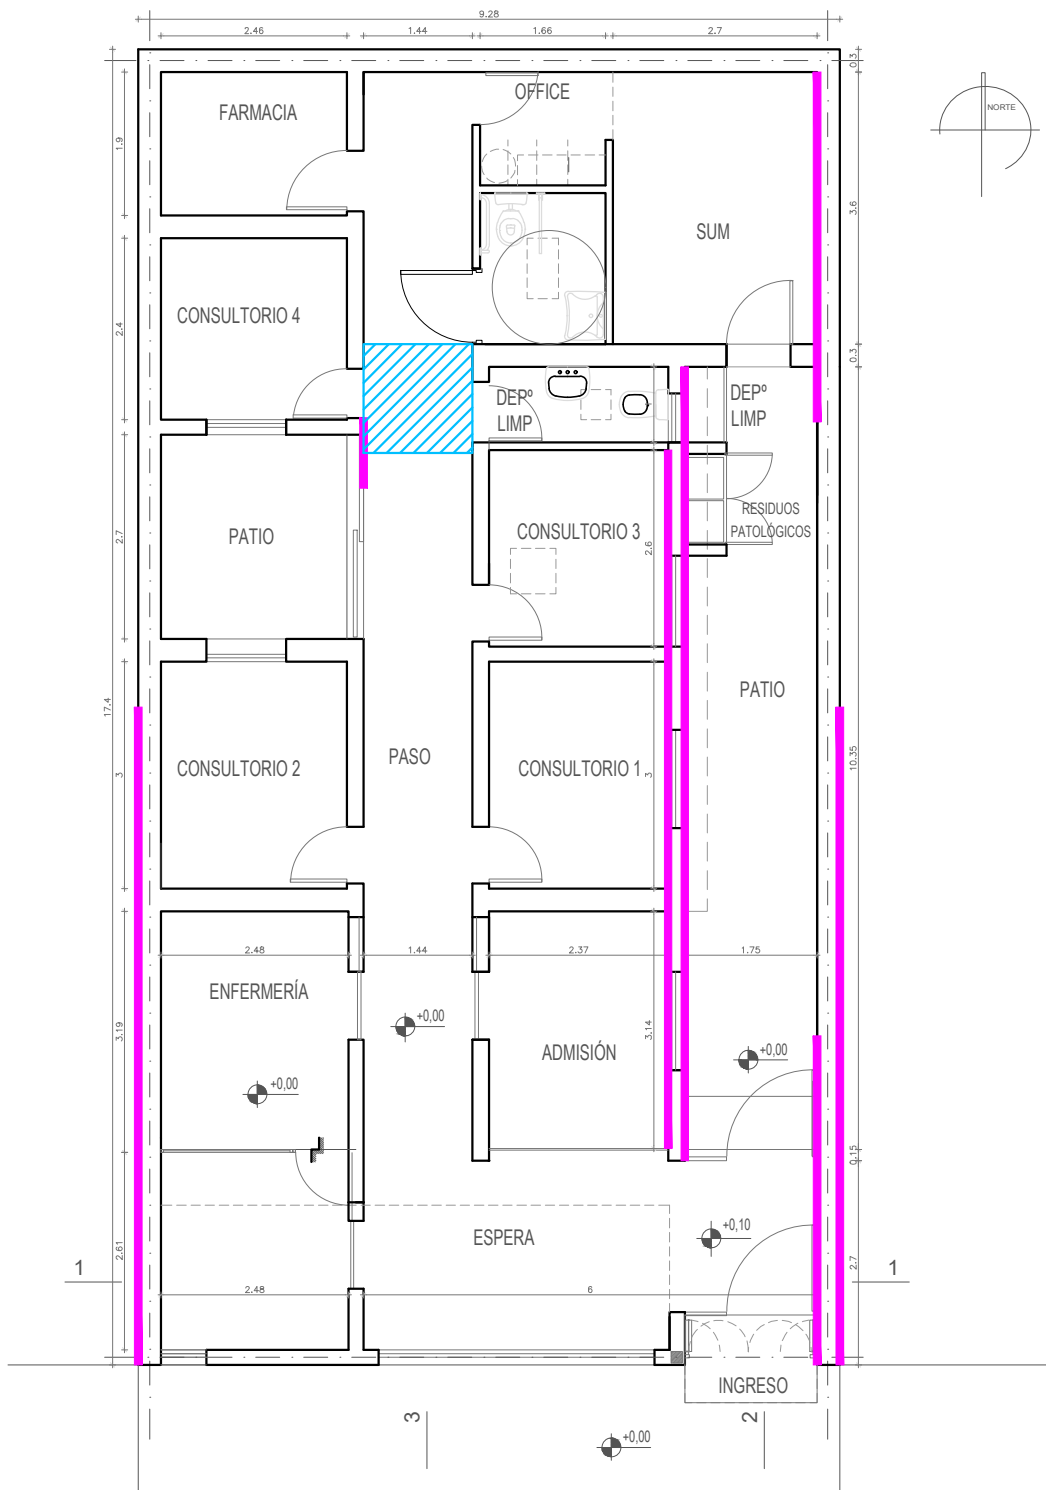 9.28
2.46
1.44
1.66
2.7
0.3
NORTE
OFFICE
FARMACIA
1.9
3.6
SUM
CONSULTORIO 4
2.4
0.3
DEPº
LIMP
DEPº
LIMP
RESIDUOS
PATOLÓGICOS
PATIO
CONSULTORIO 3
2.7
2.6
PATIO
17.4
PASO
CONSULTORIO 2
CONSULTORIO 1
3
3
10.35
2.48
1.44
2.37
1.75
ENFERMERÍA
+0,00
3.19
3.14
ADMISIÓN
+0,00
+0,00
0.15
+0,10
ESPERA
2.61
2.7
1
1
2.48
6
INGRESO
3
2
+0,00